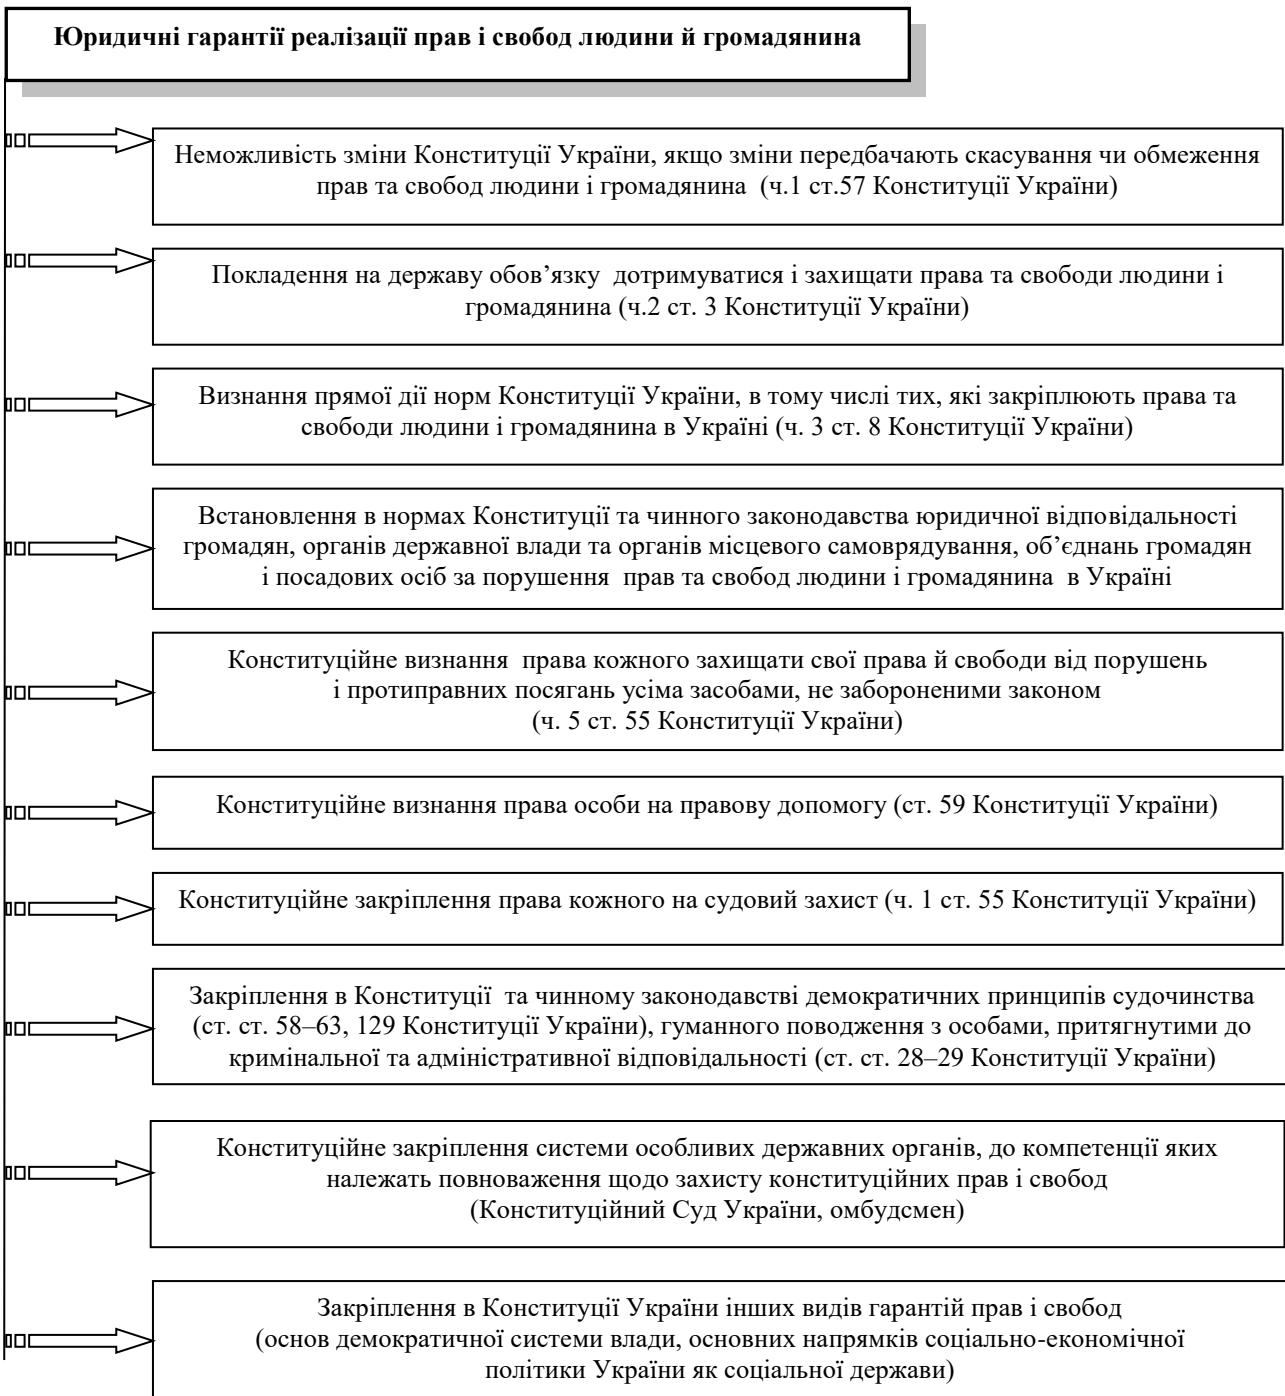 Юридичні гарантії реалізації прав і свобод людини й громадянина
Неможливість зміни Конституції України, якщо зміни передбачають скасування чи обмеження
прав та свобод людини і громадянина (ч.1 ст.57 Конституції України)
Покладення на державу обов’язку дотримуватися і захищати права та свободи людини і
громадянина (ч.2 ст. 3 Конституції України)
Визнання прямої дії норм Конституції України, в тому числі тих, які закріплюють права та
свободи людини і громадянина в Україні (ч. 3 ст. 8 Конституції України)
Встановлення в нормах Конституції та чинного законодавства юридичної відповідальності
громадян, органів державної влади та органів місцевого самоврядування, об’єднань громадян
і посадових осіб за порушення прав та свобод людини і громадянина в Україні
Конституційне визнання права кожного захищати свої права й свободи від порушень
і протиправних посягань усіма засобами, не забороненими законом
(ч. 5 ст. 55 Конституції України)
Конституційне визнання права особи на правову допомогу (ст. 59 Конституції України)
Конституційне закріплення права кожного на судовий захист (ч. 1 ст. 55 Конституції України)
Закріплення в Конституції та чинному законодавстві демократичних принципів судочинства
(ст. ст. 58–63, 129 Конституції України), гуманного поводження з особами, притягнутими до
кримінальної та адміністративної відповідальності (ст. ст. 28–29 Конституції України)
Конституційне закріплення системи особливих державних органів, до компетенції яких
належать повноваження щодо захисту конституційних прав і свобод
(Конституційний Суд України, омбудсмен)
Закріплення в Конституції України інших видів гарантій прав і свобод
(основ демократичної системи влади, основних напрямків соціально-економічної
політики України як соціальної держави)